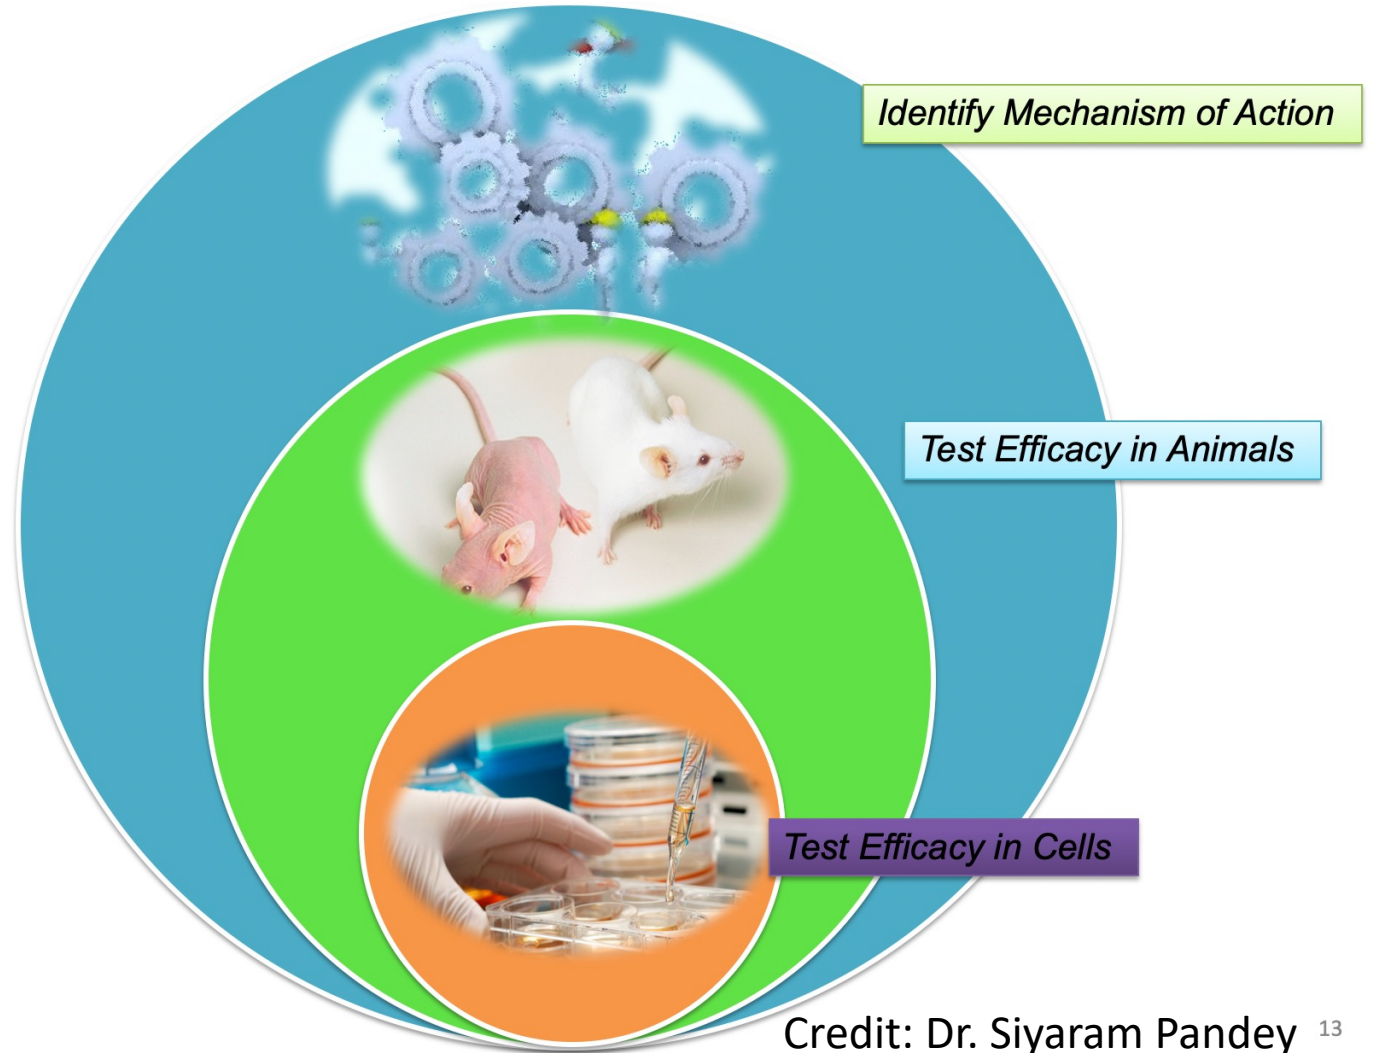 Identify Mechanism of Action
Test Efficacy in Animals
Test Efficacy in Cells
Credit: Dr. Siyaram Pandey 13